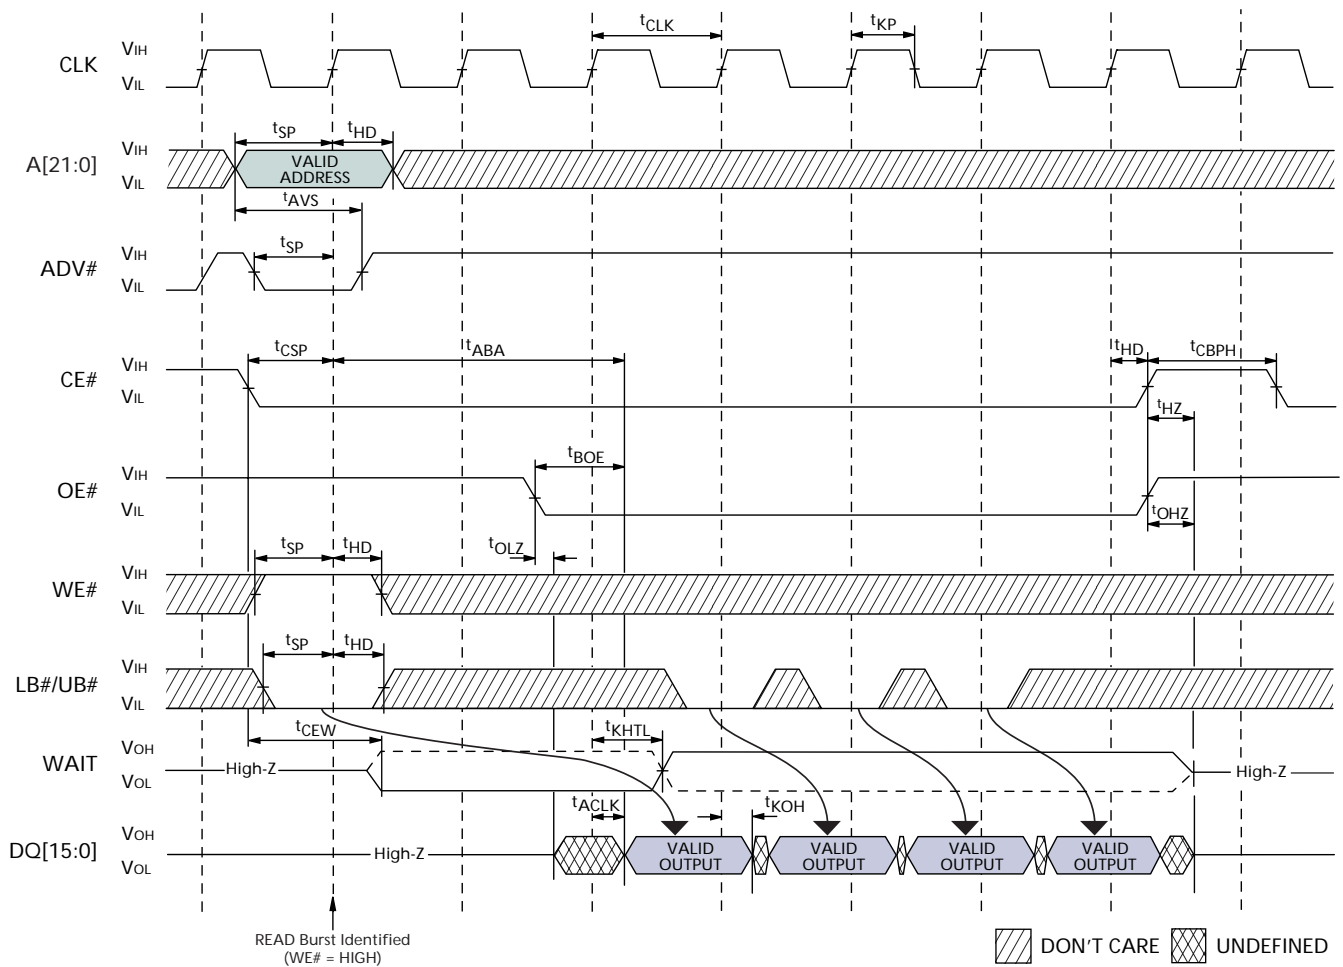 tCLK
tKP
VIH
CLK
VIL
tSP
tHD
VIH
A[21:0]
VALID
ADDRESS
VIL
tAVS
tSP
VIH
ADV#
VIL
tCSP
tABA
tHD
tCBPH
VIH
CE#
VIL
tHZ
tBOE
VIH
OE#
VIL
tOHZ
tSP
tHD
tOLZ
VIH
WE#
VIL
tSP
tHD
VIH
LB#/UB#
VIL
tCEW
tKHTL
VOH
WAIT
High-Z
High-Z
VOL
tACLK
tKOH
VOH
DQ[15:0]
High-Z
VALID
OUTPUT
VALID
OUTPUT
VALID
OUTPUT
VALID
OUTPUT
VOL
READ Burst Identified
(WE# = HIGH)
DON'T CARE
UNDEFINED